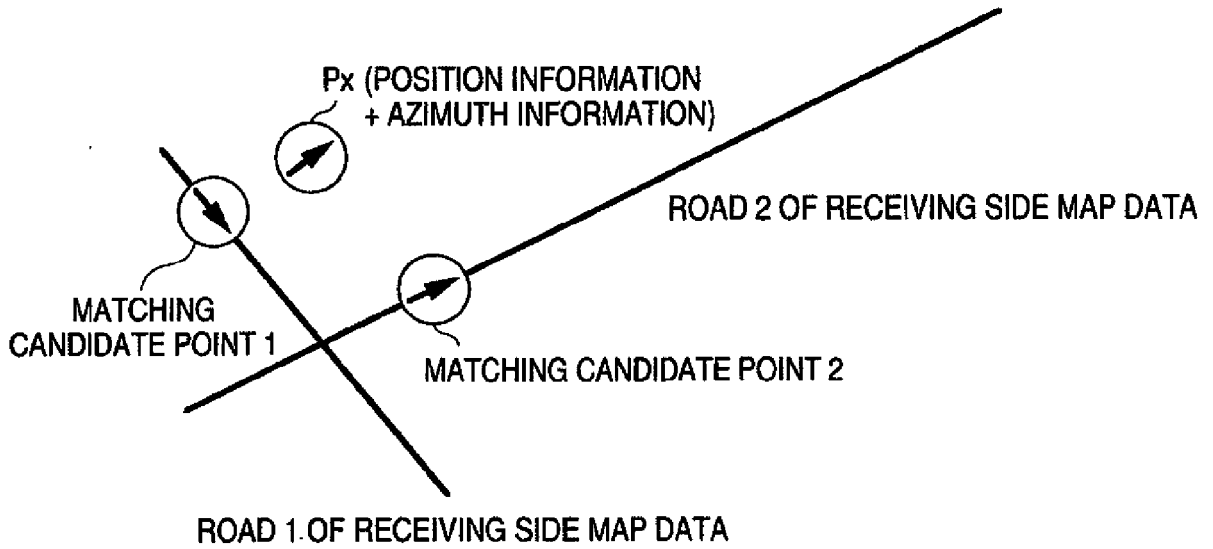 Px (POSITION INFORMATION
+ AZIMUTH INFORMATION)
ROAD 2 OF RECEIVING SIDE MAP DATA
MATCHING
CANDIDATE POINT 1
MATCHING CANDIDATE POINT 2
ROAD 1 OF RECEIVING SIDE MAP DATA